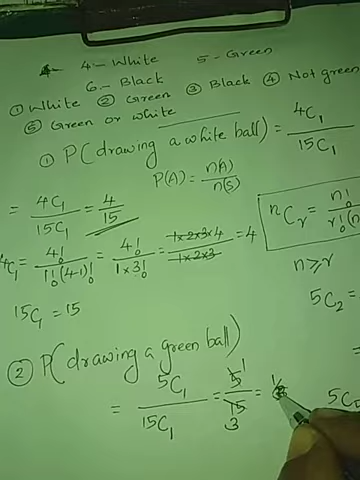 4 - White 5 - Green
6 - Black
① White ② Green ③ Black ④ Not green
⑤ Green or white
① P(drawing a white ball) = 4C₁ / 15C₁
P(A) = n(A) / n(S)
= 4C₁ / 15C₁ = 4 / 15
nCr = n! / r!(n
4C₁ = 4! / 1!(4-1)! = 4! / 1×3! = 1×2×3×4 / 1×2×3 = 4
n ≥ r
15C₁ = 15
5C₂ =
② P(drawing a green ball)
= 5C₁ / 15C₁ = 5 1 / 15 3 = 1/
5C